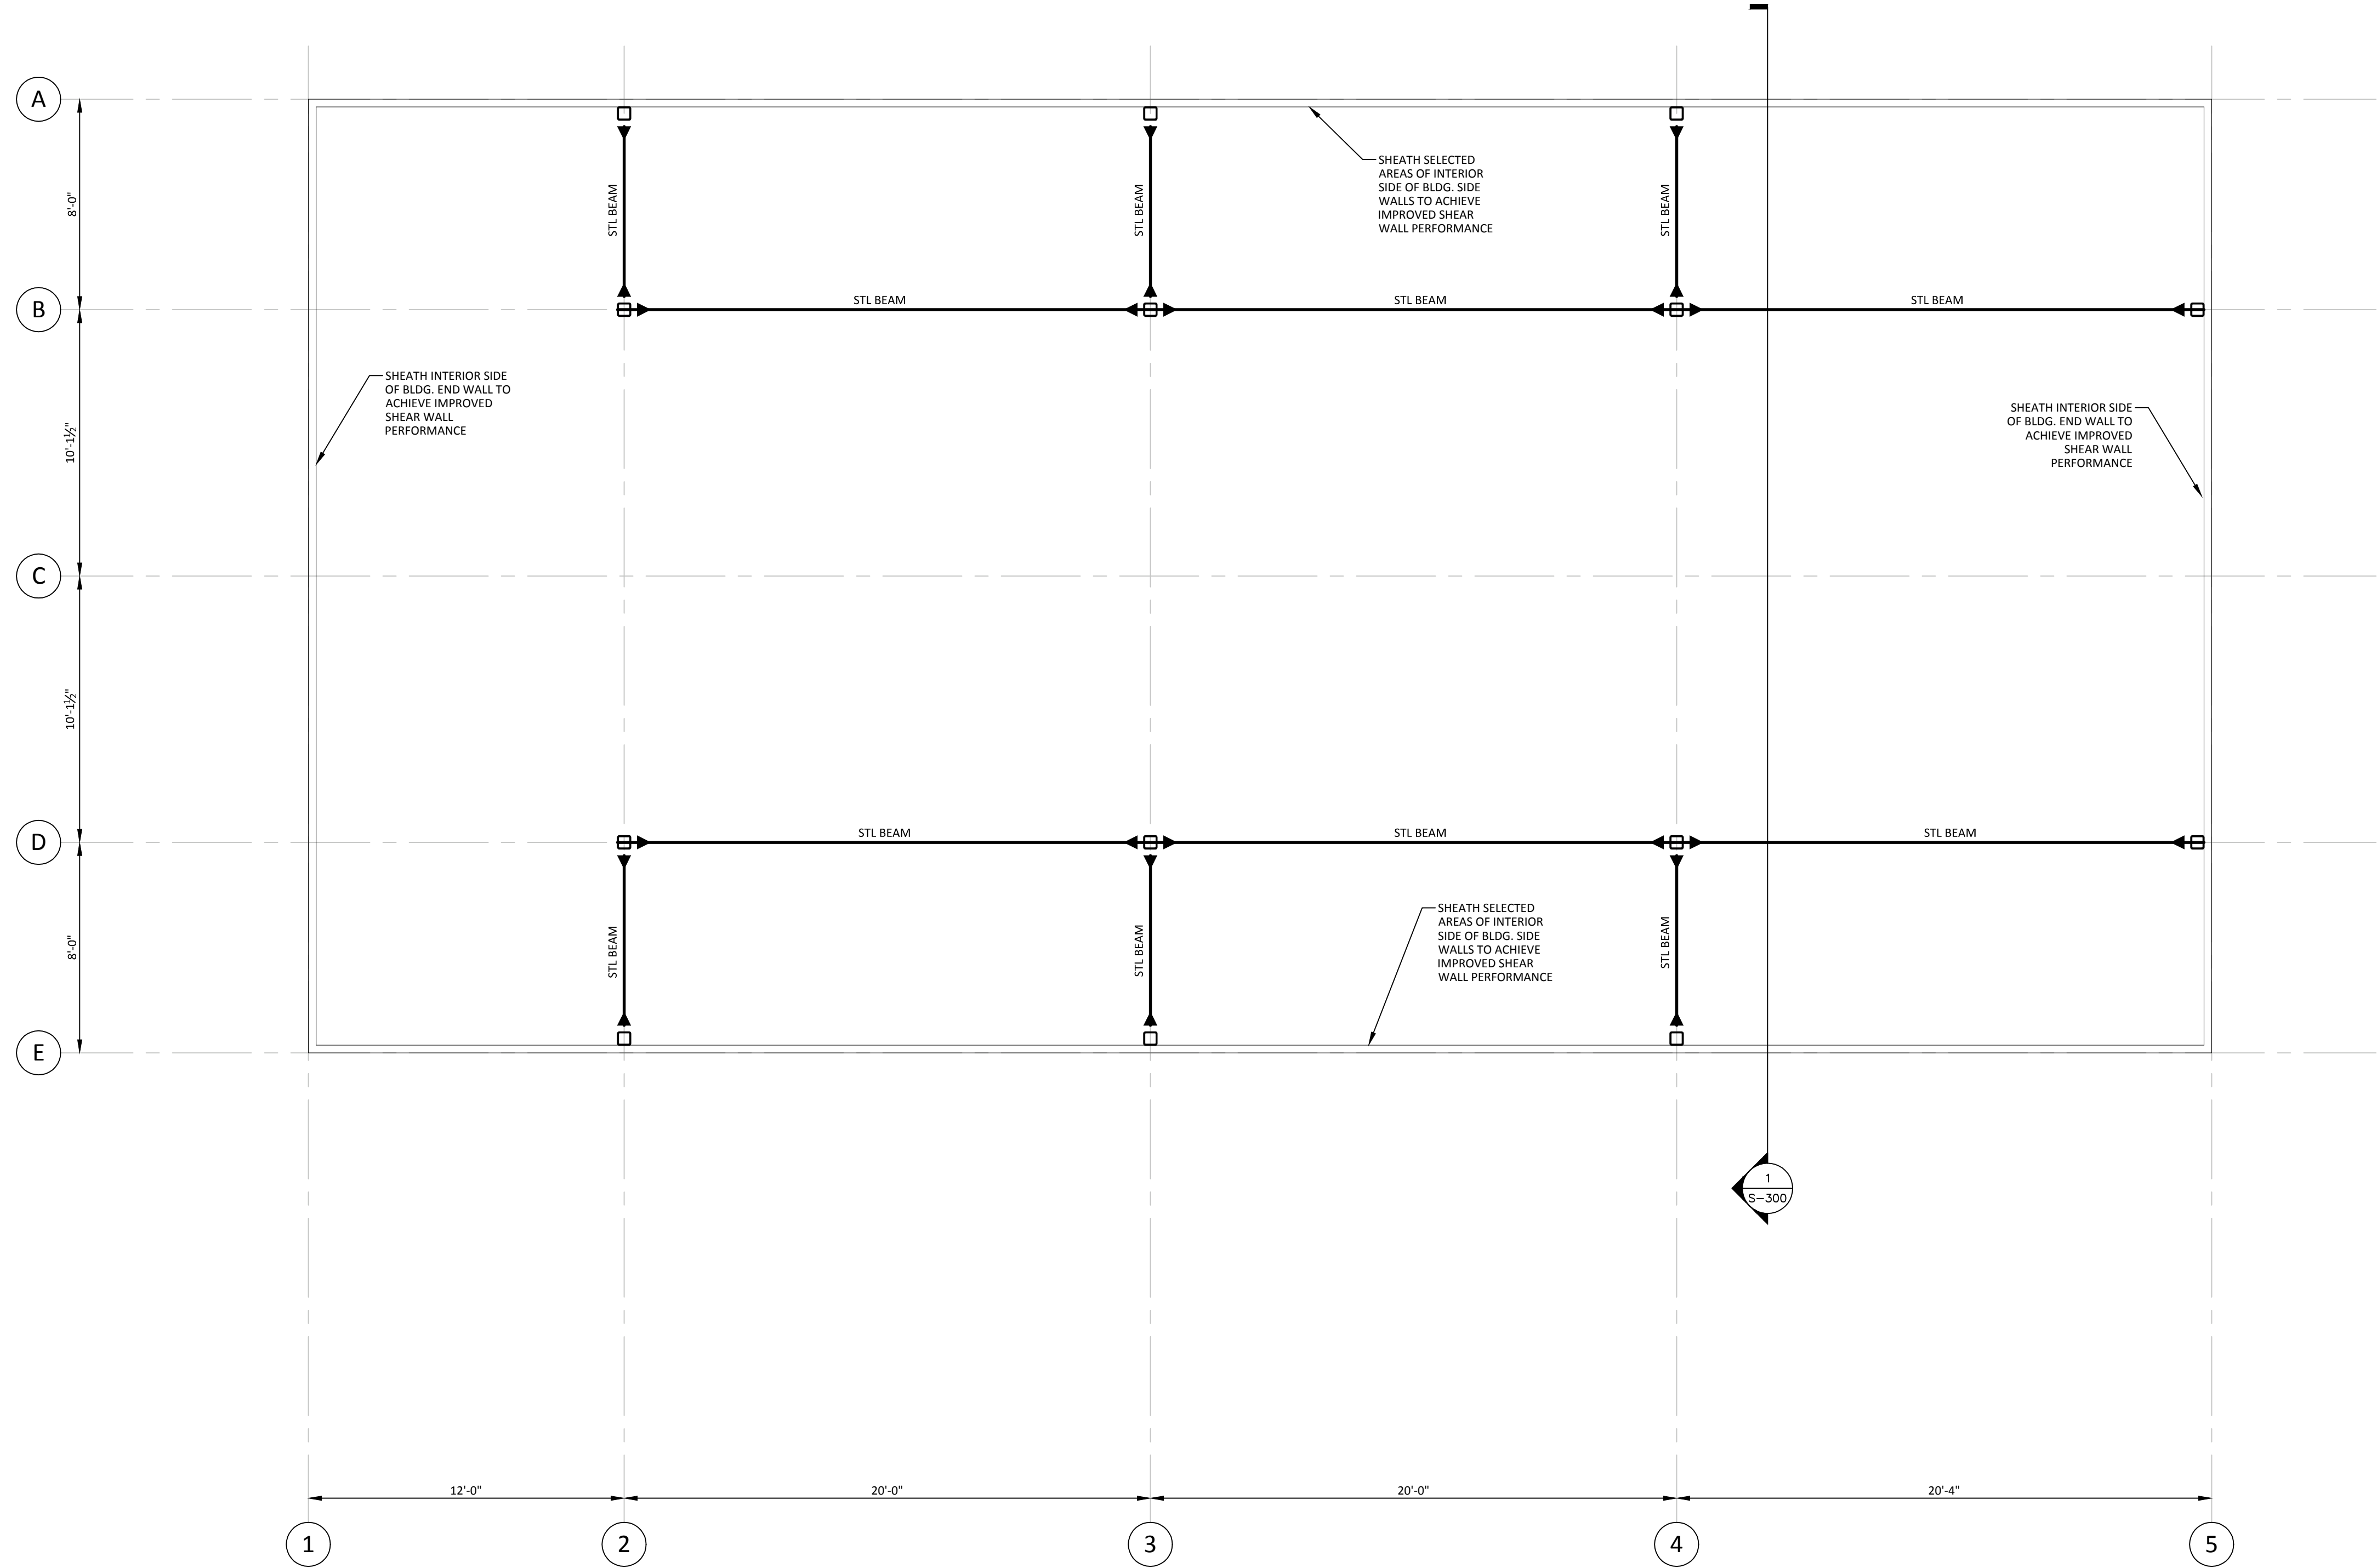 A
8'-0"
STL BEAM
STL BEAM
STL BEAM
SHEATH SELECTED
AREAS OF INTERIOR
SIDE OF BLDG. SIDE
WALLS TO ACHIEVE
IMPROVED SHEAR
WALL PERFORMANCE
B
STL BEAM
STL BEAM
STL BEAM
10'-1½"
SHEATH INTERIOR SIDE
OF BLDG. END WALL TO
ACHIEVE IMPROVED
SHEAR WALL
PERFORMANCE
SHEATH INTERIOR SIDE
OF BLDG. END WALL TO
ACHIEVE IMPROVED
SHEAR WALL
PERFORMANCE
C
10'-1½"
D
STL BEAM
STL BEAM
STL BEAM
8'-0"
STL BEAM
STL BEAM
STL BEAM
SHEATH SELECTED
AREAS OF INTERIOR
SIDE OF BLDG. SIDE
WALLS TO ACHIEVE
IMPROVED SHEAR
WALL PERFORMANCE
E
1
S-300
12'-0"
20'-0"
20'-0"
20'-4"
1
2
3
4
5